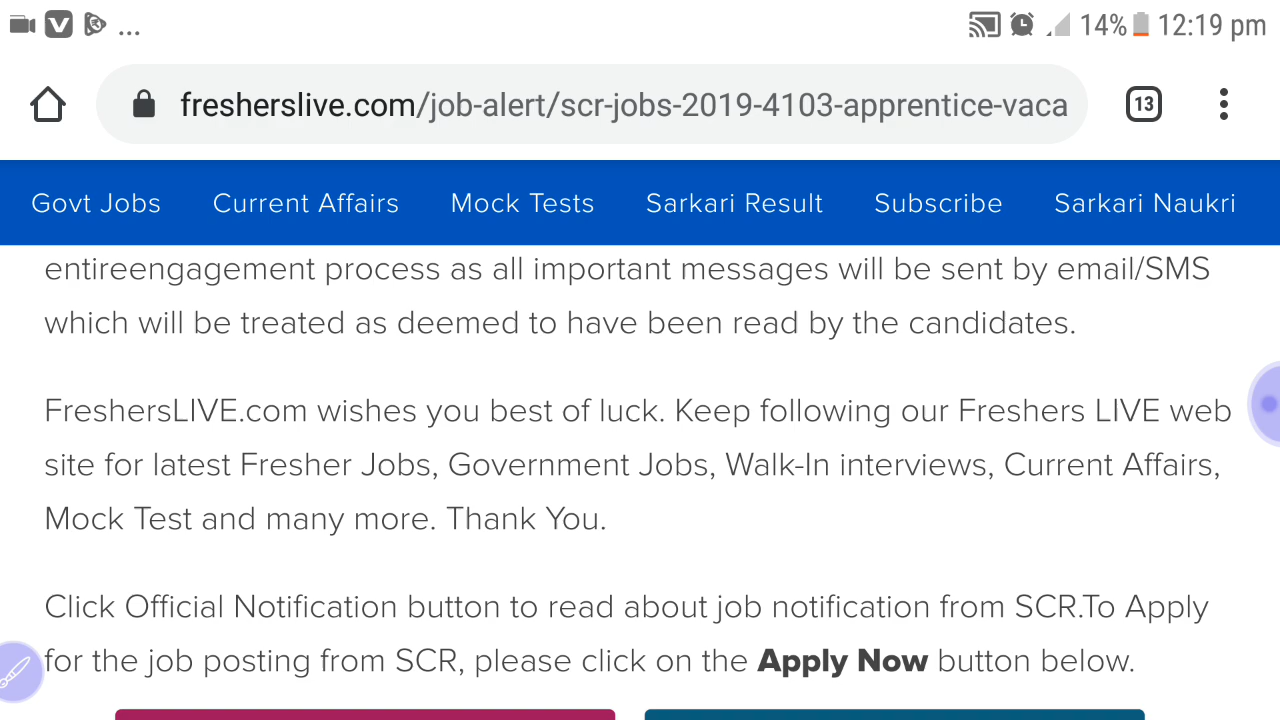 ... 14% 12:19 pm
fresherslive.com/job-alert/scr-jobs-2019-4103-apprentice-vaca 13
Govt Jobs Current Affairs Mock Tests Sarkari Result Subscribe Sarkari Naukri
entireengagement process as all important messages will be sent by email/SMS
which will be treated as deemed to have been read by the candidates.
FreshersLIVE.com wishes you best of luck. Keep following our Freshers LIVE web
site for latest Fresher Jobs, Government Jobs, Walk-In interviews, Current Affairs,
Mock Test and many more. Thank You.
Click Official Notification button to read about job notification from SCR.To Apply
for the job posting from SCR, please click on the Apply Now button below.